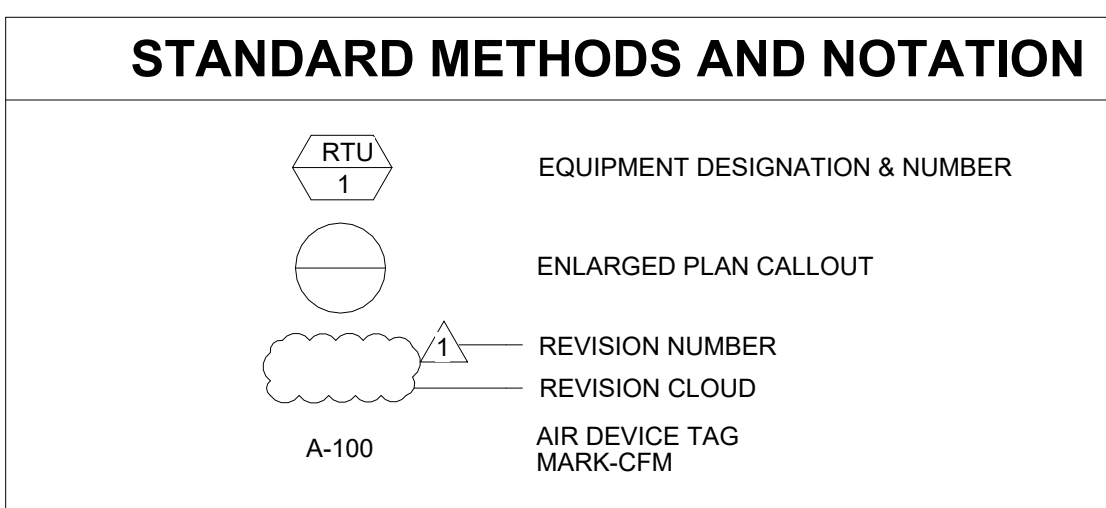 STANDARD METHODS AND NOTATION
RTU
1
EQUIPMENT DESIGNATION & NUMBER
ENLARGED PLAN CALLOUT
1
REVISION NUMBER
REVISION CLOUD
A-100
AIR DEVICE TAG
MARK-CFM